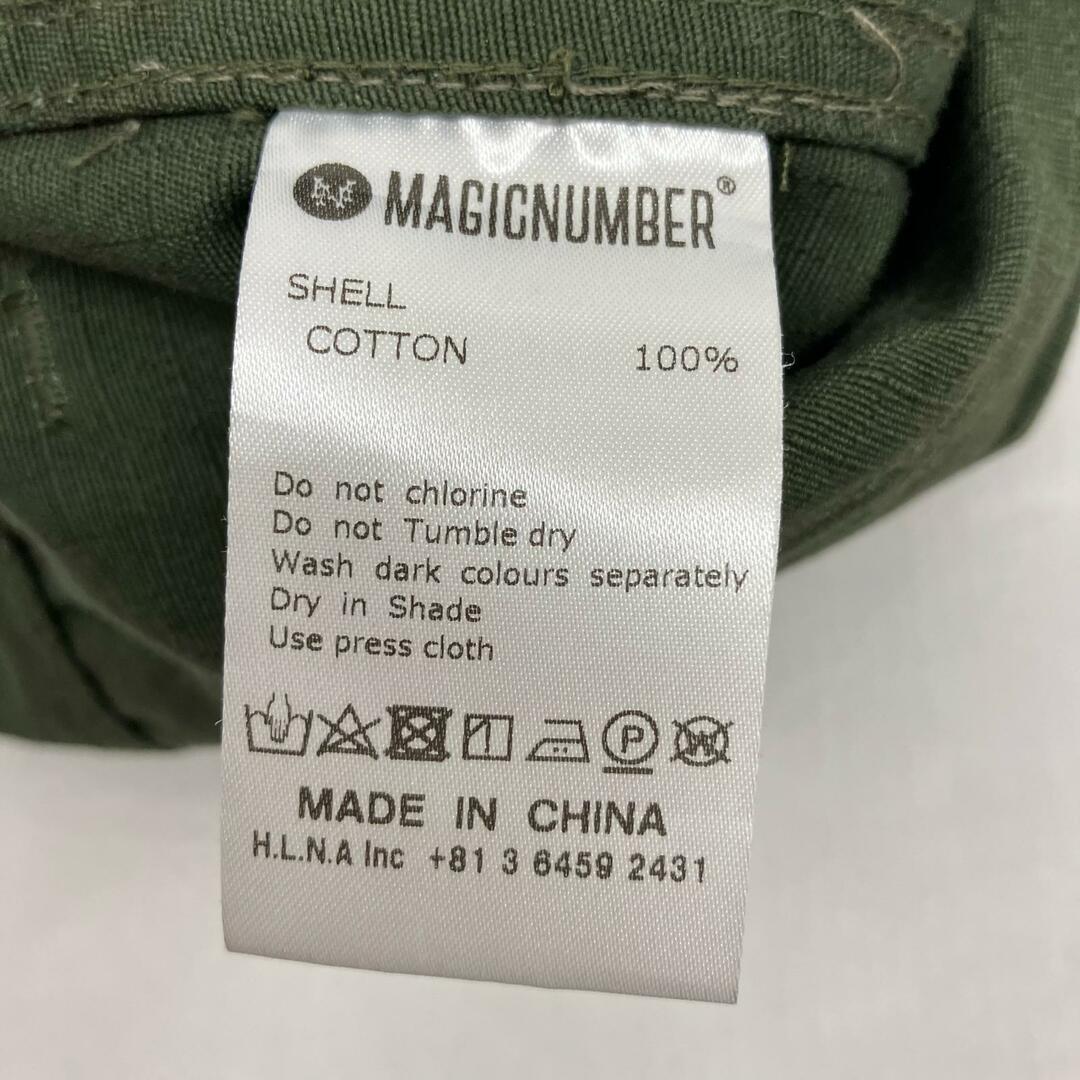 MAGICNUMBER®
SHELL
COTTON 100%
Do not chlorine
Do not Tumble dry
Wash dark colours separately
Dry in Shade
Use press cloth
P W
MADE IN CHINA
H.L.N.A Inc +81 3 6459 2431